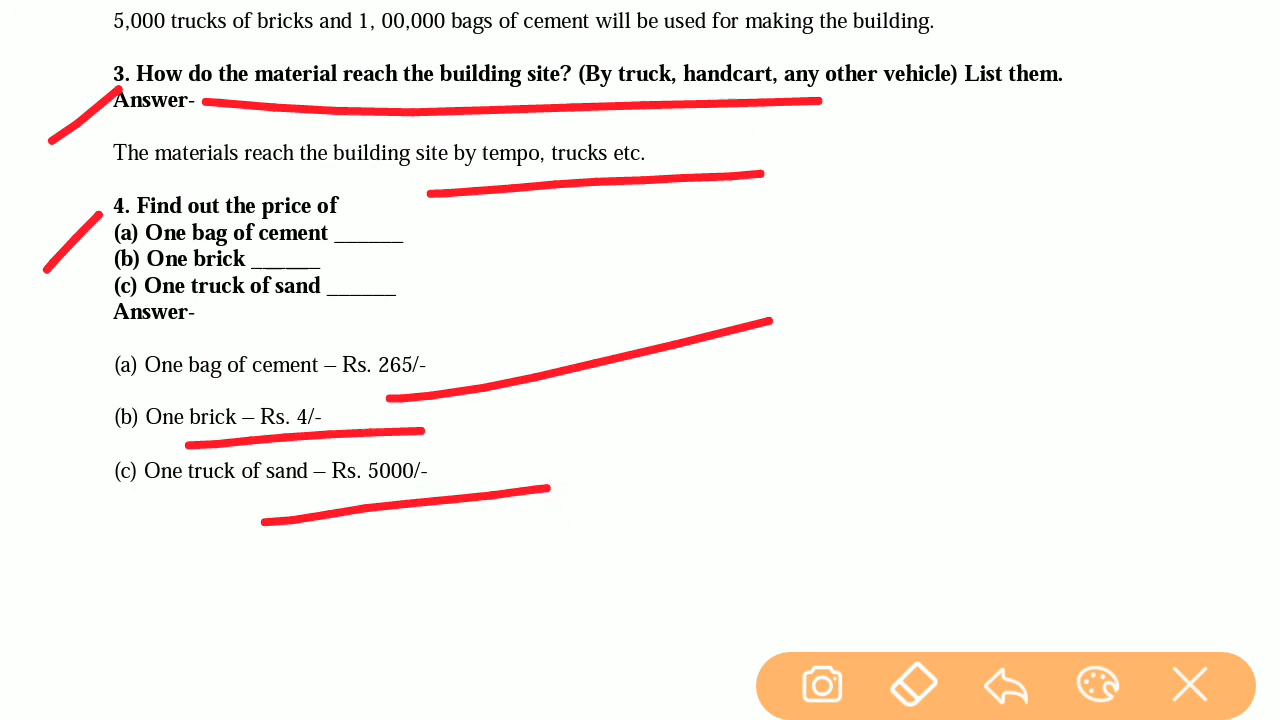 5,000 trucks of bricks and 1, 00,000 bags of cement will be used for making the building.
3. How do the material reach the building site? (By truck, handcart, any other vehicle) List them.
Answer-
The materials reach the building site by tempo, trucks etc.
4. Find out the price of
(a) One bag of cement ______
(b) One brick ______
(c) One truck of sand ______
Answer-
(a) One bag of cement – Rs. 265/-
(b) One brick – Rs. 4/-
(c) One truck of sand – Rs. 5000/-